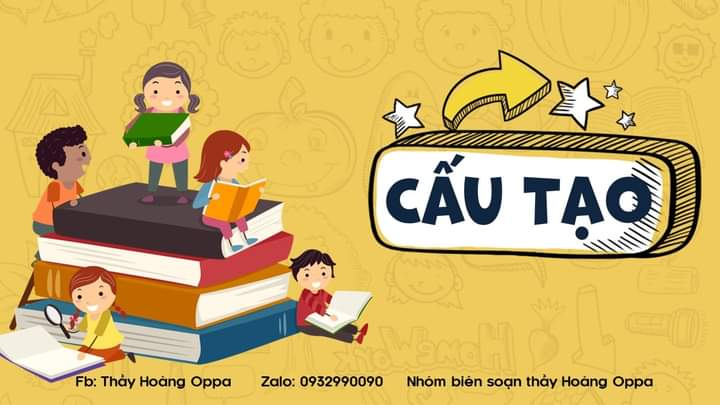 CẤU TẠO
Fb: Thầy Hoàng Oppa Zalo: 0932990090 Nhóm biên soạn thầy Hoàng Oppa